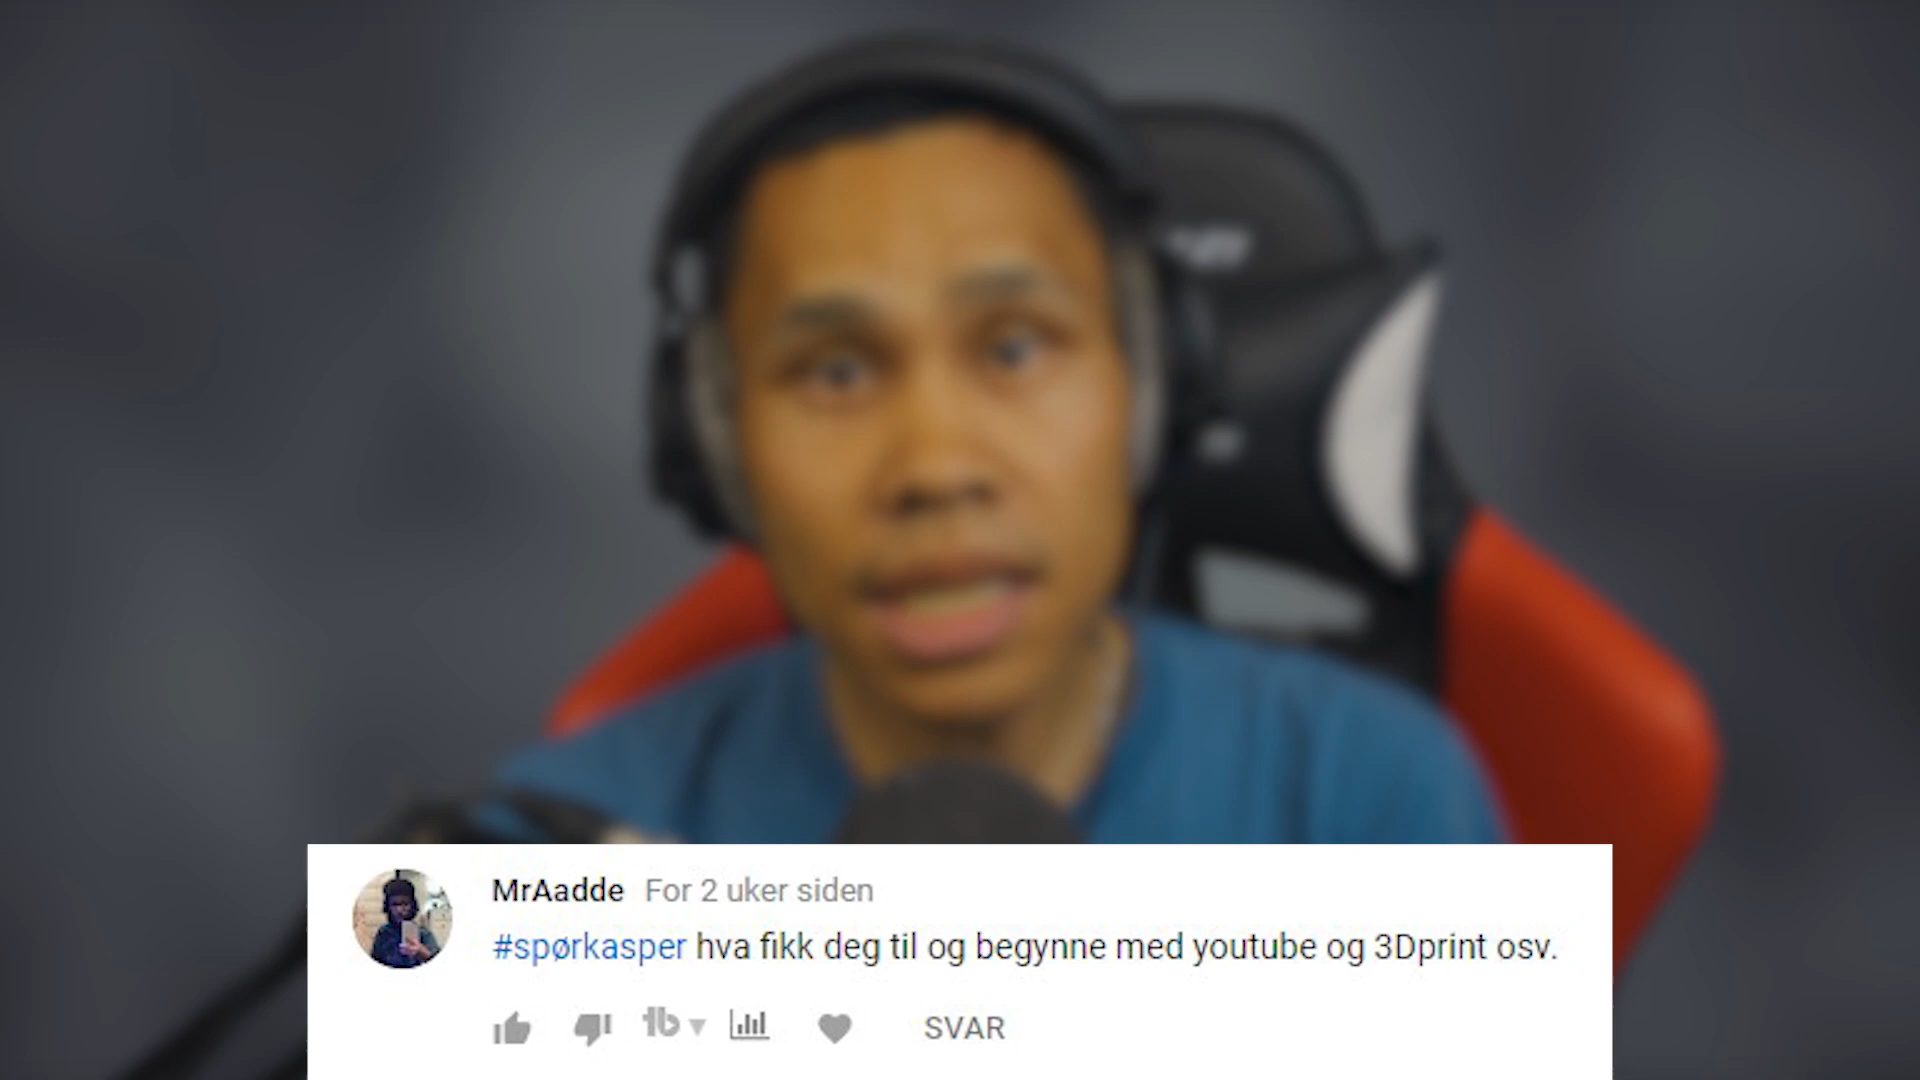 MrAadde For 2 uker siden
#spørkasper hva fikk deg til og begynne med youtube og 3Dprint osv.
SVAR